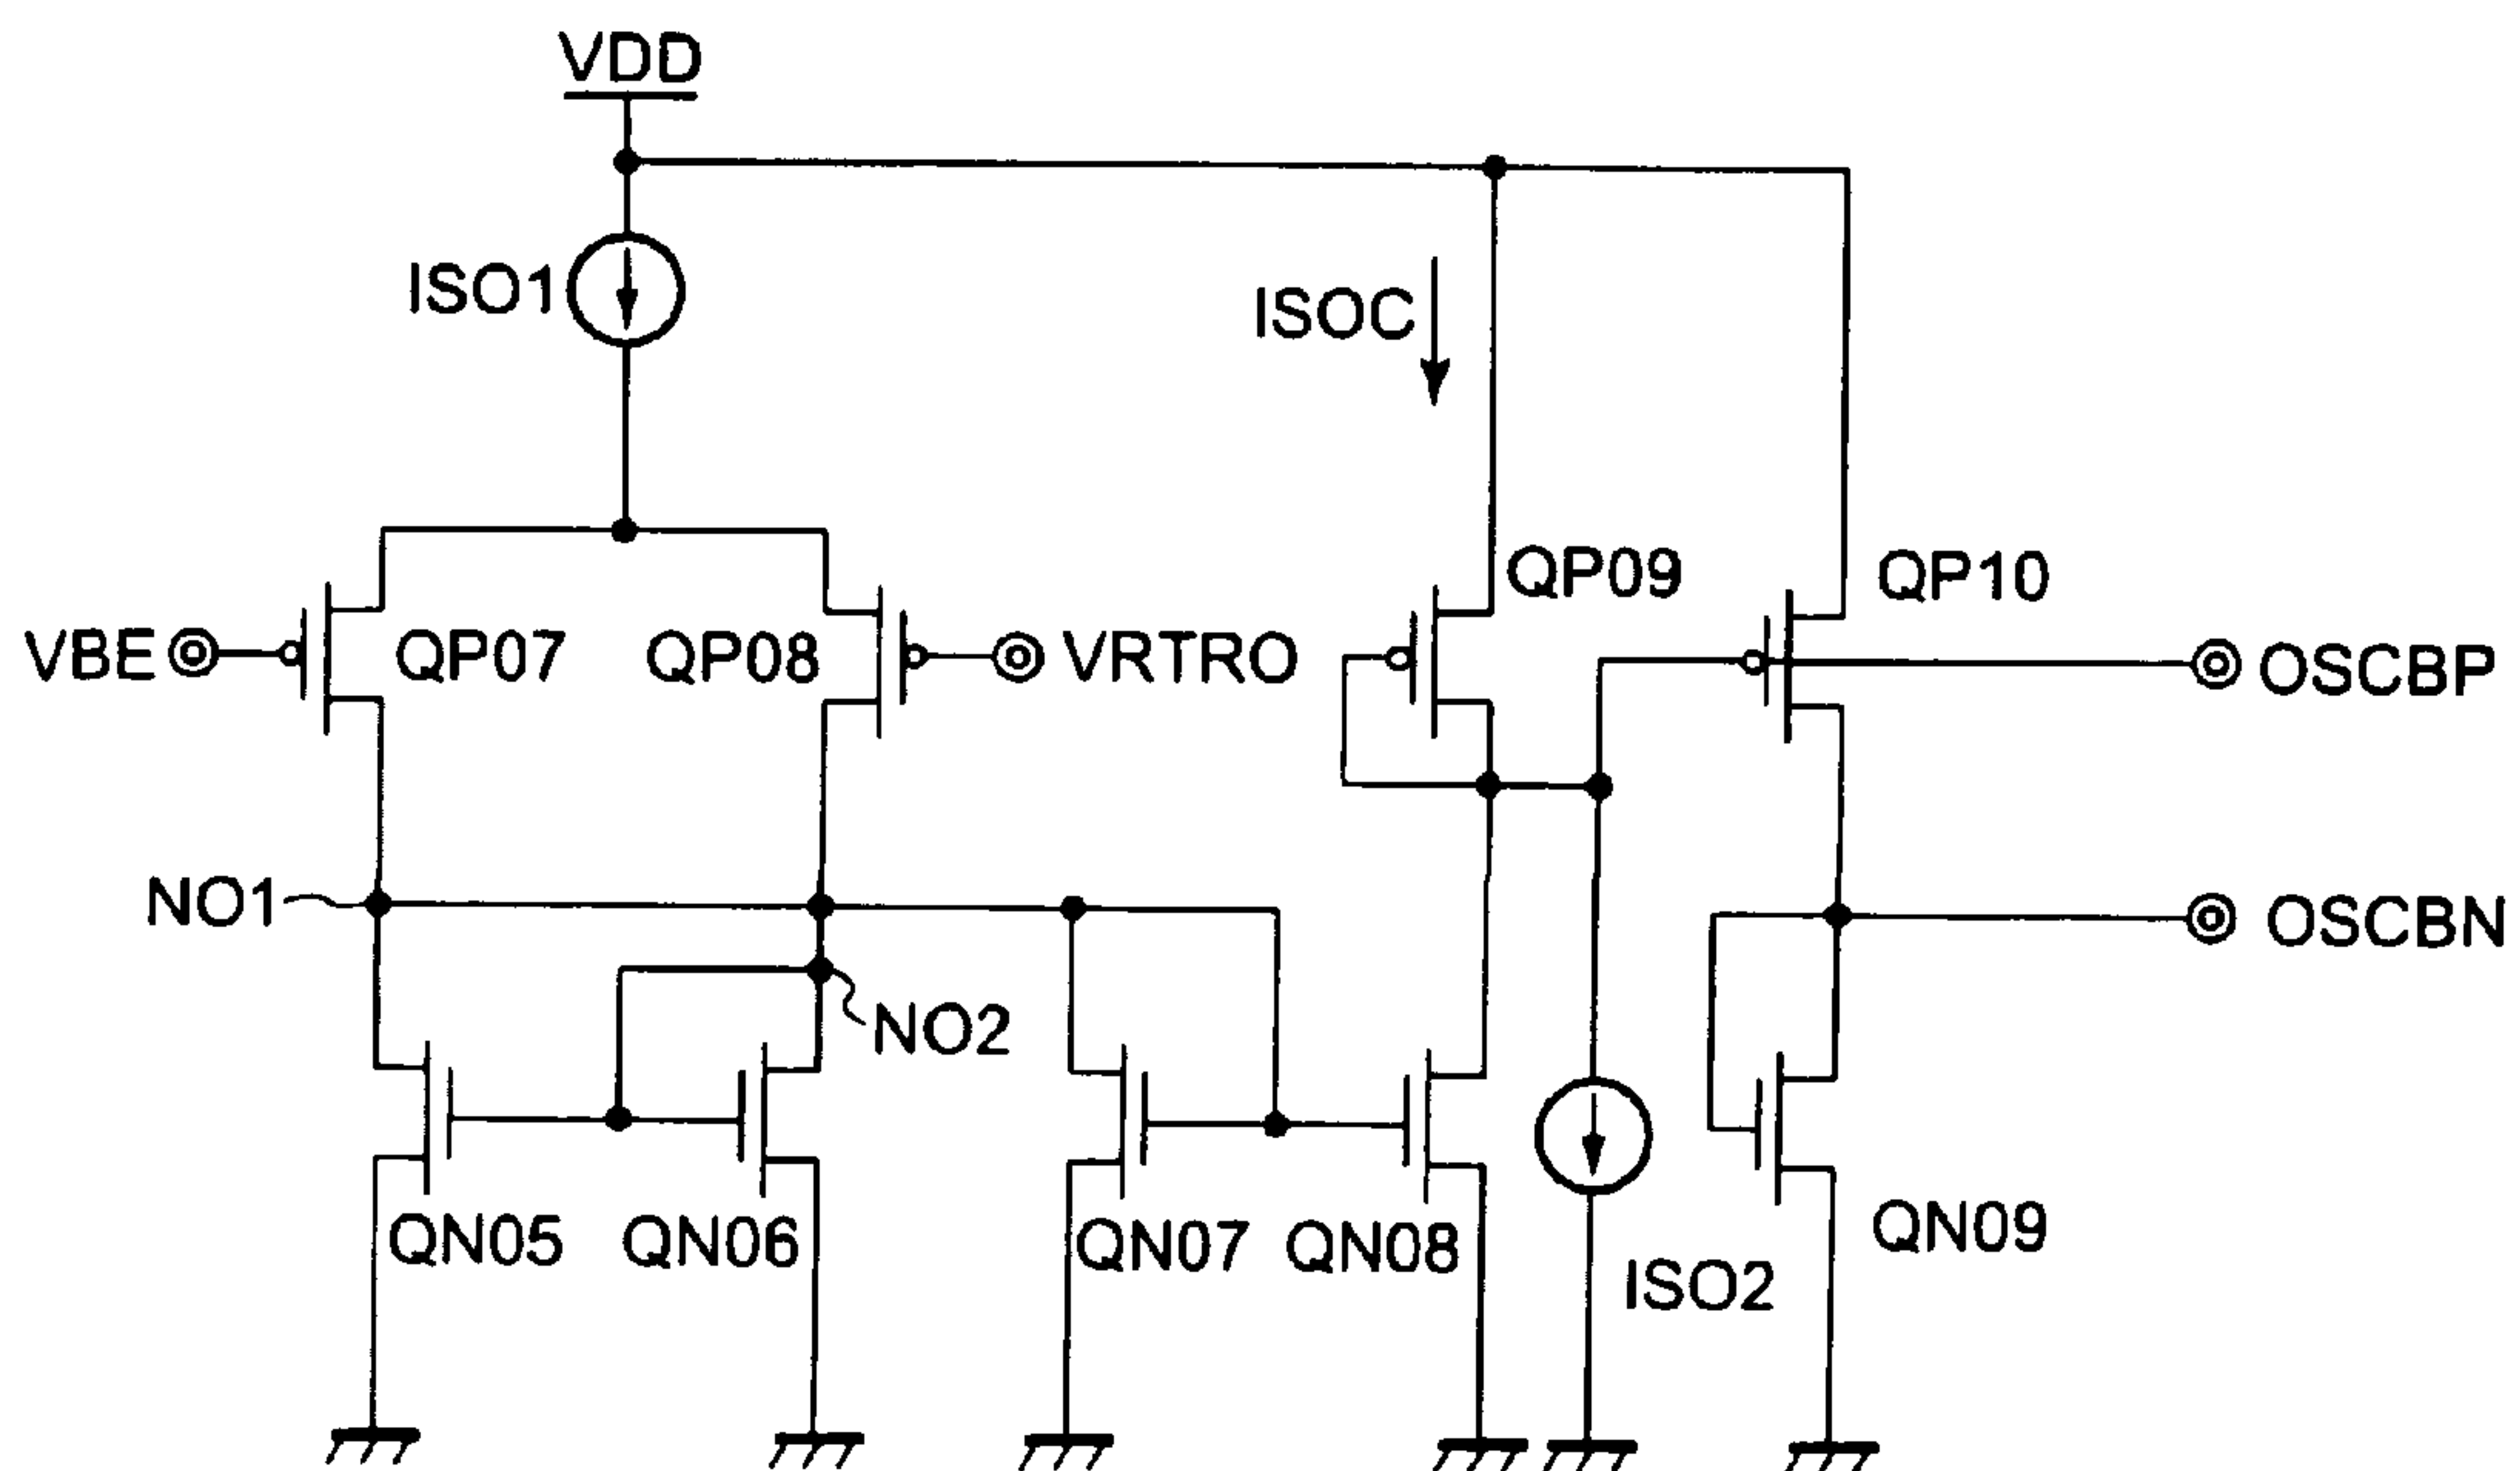 VDD
ISO1
ISOC
QP09
QP10
VBE
QP07
QP08
VRTRO
OSCBP
NO1
OSCBN
NO2
QN05
QN06
QN07
QN08
QN09
ISO2